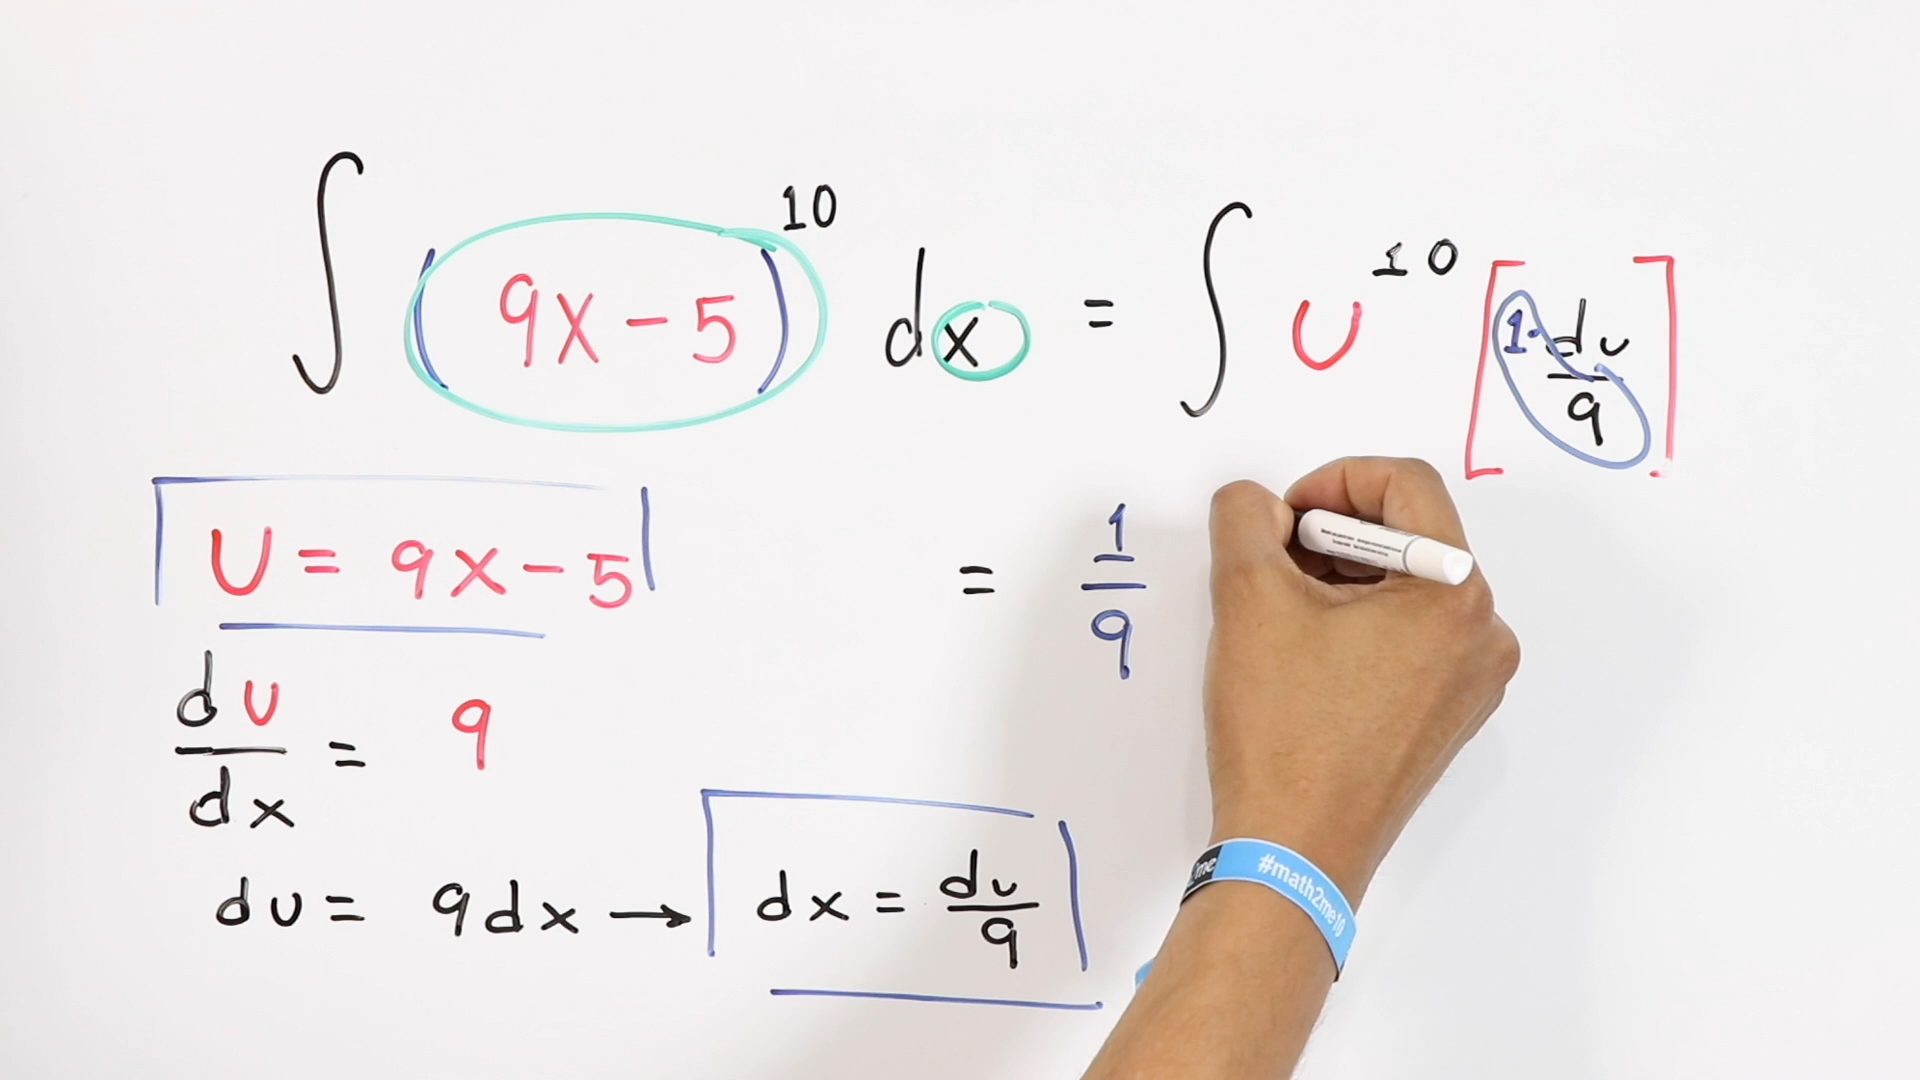 ∫ (9x - 5)^10 dx = ∫ U^10 [1· du/9]
U = 9x - 5
= 1/9
du/dx = 9
du = 9dx → dx = du/9
me
#math2me10